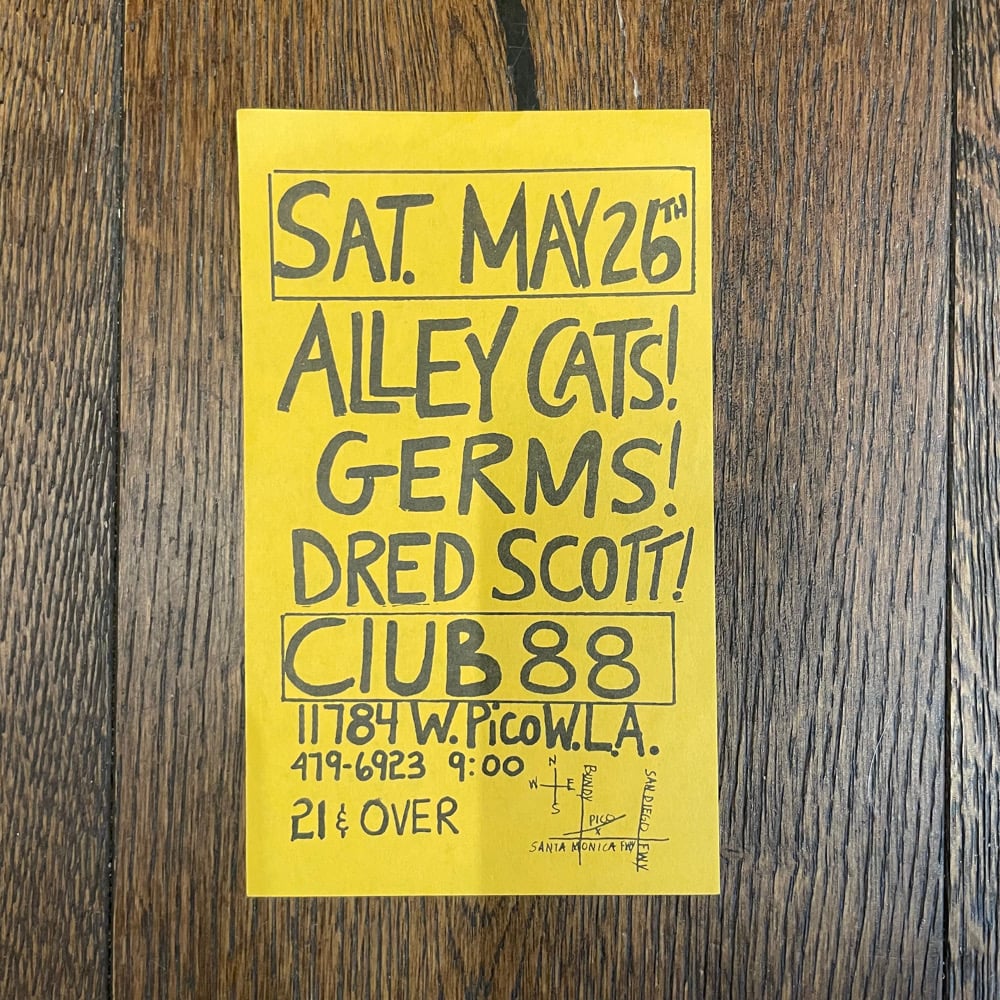 SAT. MAY 26TH
ALLEY CATS!
GERMS!
DRED SCOTT!
CLUB 88
11784 W. PICO W.L.A.
479-6923 9:00
21 & OVER
N
W E
S
BUNDY
SAN DIEGO FWY
PICO
X
SANTA MONICA FWY